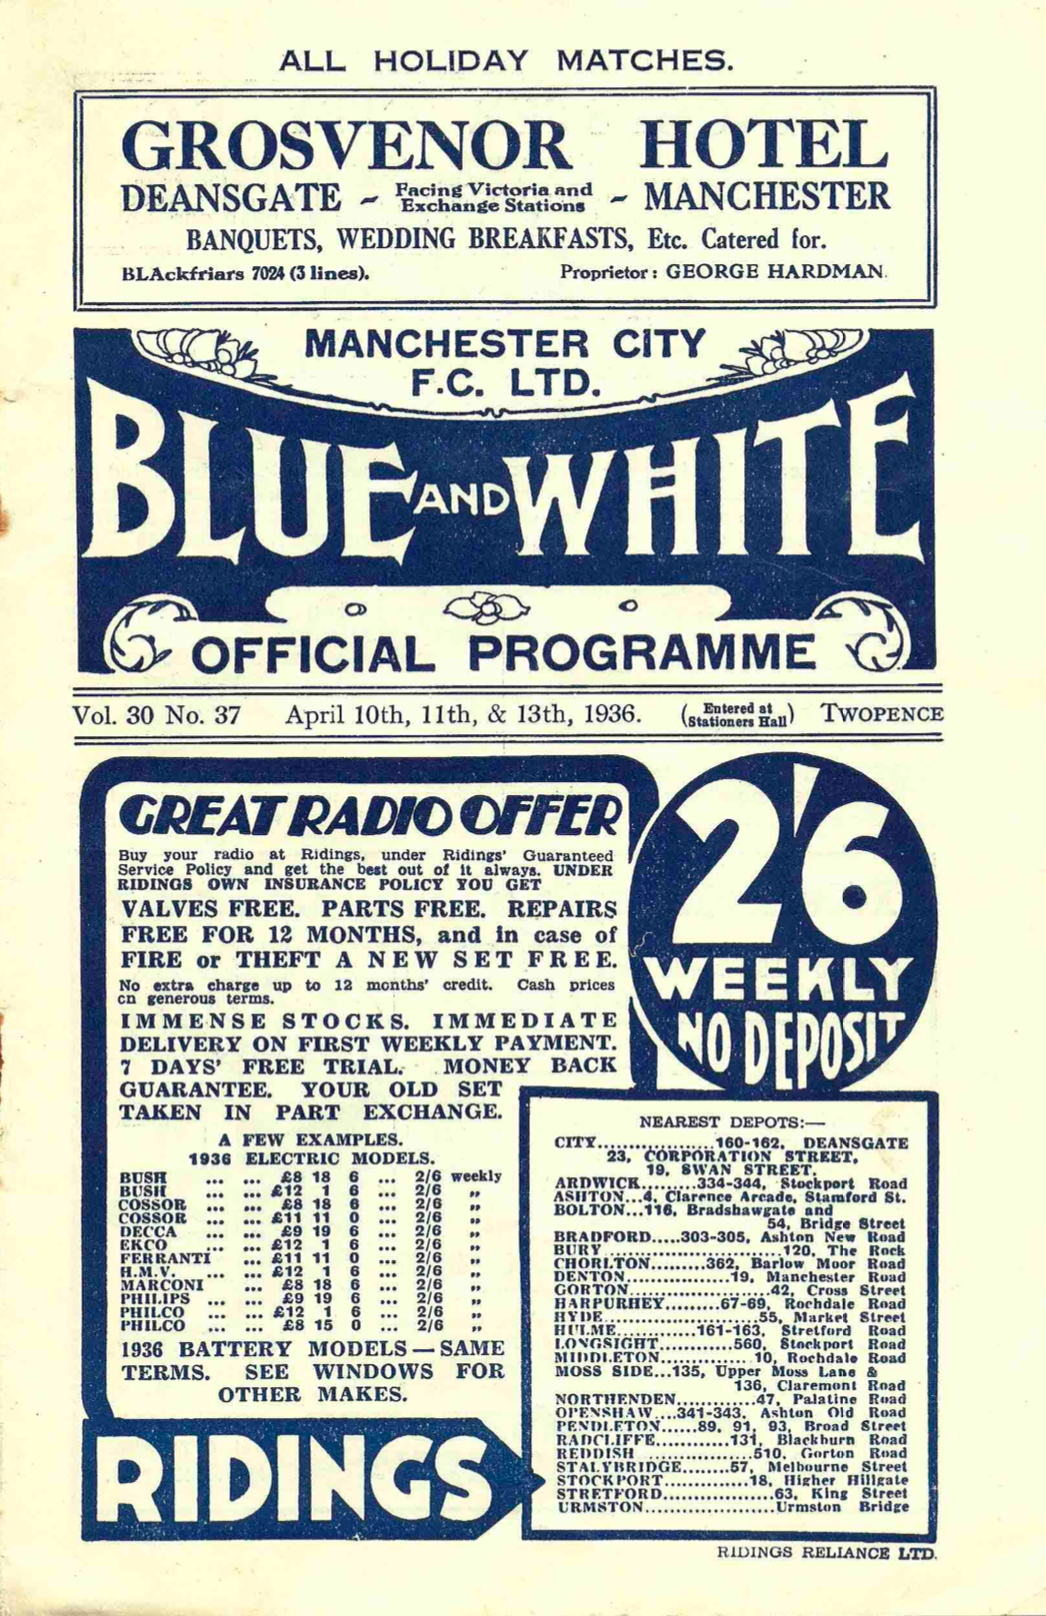 ALL HOLIDAY MATCHES.
GROSVENOR HOTEL
DEANSGATE - Facing Victoria and Exchange Stations - MANCHESTER
BANQUETS, WEDDING BREAKFASTS, Etc. Catered for.
BLAckfriars 7024 (3 lines). Proprietor: GEORGE HARDMAN.
MANCHESTER CITY
F.C. LTD.
BLUE AND WHITE
OFFICIAL PROGRAMME
Vol. 30 No. 37 April 10th, 11th, & 13th, 1936. (Entered at Stationers Hall) TWOPENCE
GREAT RADIO OFFER
Buy your radio at Ridings, under Ridings' Guaranteed
Service Policy and get the best out of it always. UNDER
RIDINGS OWN INSURANCE POLICY YOU GET
VALVES FREE. PARTS FREE. REPAIRS
FREE FOR 12 MONTHS, and in case of
FIRE or THEFT A NEW SET FREE.
No extra charge up to 12 months' credit. Cash prices
on generous terms.
IMMENSE STOCKS. IMMEDIATE
DELIVERY ON FIRST WEEKLY PAYMENT.
7 DAYS' FREE TRIAL. MONEY BACK
GUARANTEE. YOUR OLD SET
TAKEN IN PART EXCHANGE.
A FEW EXAMPLES.
1936 ELECTRIC MODELS.
BUSH ... ... £8 18 6 ... 2/6 weekly
BUSH ... ... £12 1 6 ... 2/6 "
COSSOR ... ... £8 18 6 ... 2/6 "
COSSOR ... ... £11 11 0 ... 2/6 "
DECCA ... ... £9 19 6 ... 2/6 "
EKCO ... ... £12 1 6 ... 2/6 "
FERRANTI ... £11 11 0 ... 2/6 "
H.M.V. ... ... £12 1 6 ... 2/6 "
MARCONI ... £8 18 6 ... 2/6 "
PHILIPS ... ... £9 19 6 ... 2/6 "
PHILCO ... ... £12 1 6 ... 2/6 "
PHILCO ... ... £8 15 0 ... 2/6 "
1936 BATTERY MODELS — SAME
TERMS. SEE WINDOWS FOR
OTHER MAKES.
RIDINGS
2'6
WEEKLY
NO DEPOSIT
NEAREST DEPOTS:—
CITY..................160-162, DEANSGATE
23, CORPORATION STREET,
19, SWAN STREET.
ARDWICK.........334-344, Stockport Road
ASHTON...4, Clarence Arcade, Stamford St.
BOLTON...116, Bradshawgate and
54, Bridge Street
BRADFORD.....303-305, Ashton New Road
BURY ............................120, The Rock
CHORLTON.........362, Barlow Moor Road
DENTON................19, Manchester Road
GORTON.......................42, Cross Street
HARPURHEY.........67-69, Rochdale Road
HYDE........................55, Market Street
HULME.............161-163, Stretford Road
LONGSIGHT............560, Stockport Road
MIDDLETON...............10, Rochdale Road
MOSS SIDE...135, Upper Moss Lane &
136, Claremont Road
NORTHENDEN.............47, Palatine Road
OPENSHAW....341-343, Ashton Old Road
PENDLETON......89, 91, 93, Broad Street
RADCLIFFE............131, Blackburn Road
REDDISH .................510, Gorton Road
STALYBRIDGE........57, Melbourne Street
STOCKPORT..............18, Higher Hillgate
STRETFORD..................63, King Street
URMSTON......................Urmston Bridge
RIDINGS RELIANCE LTD.